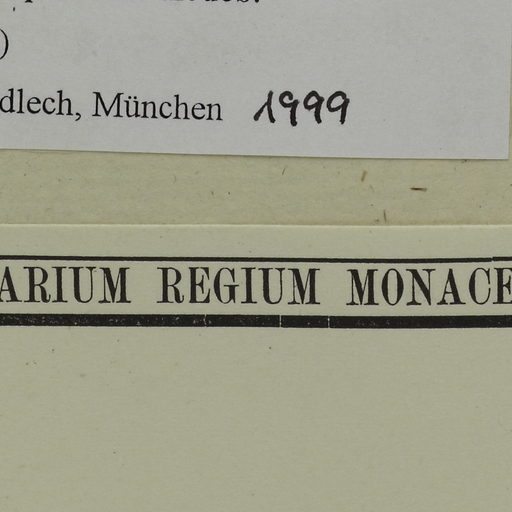 )
dlech, München 1999
ARIUM REGIUM MONACE